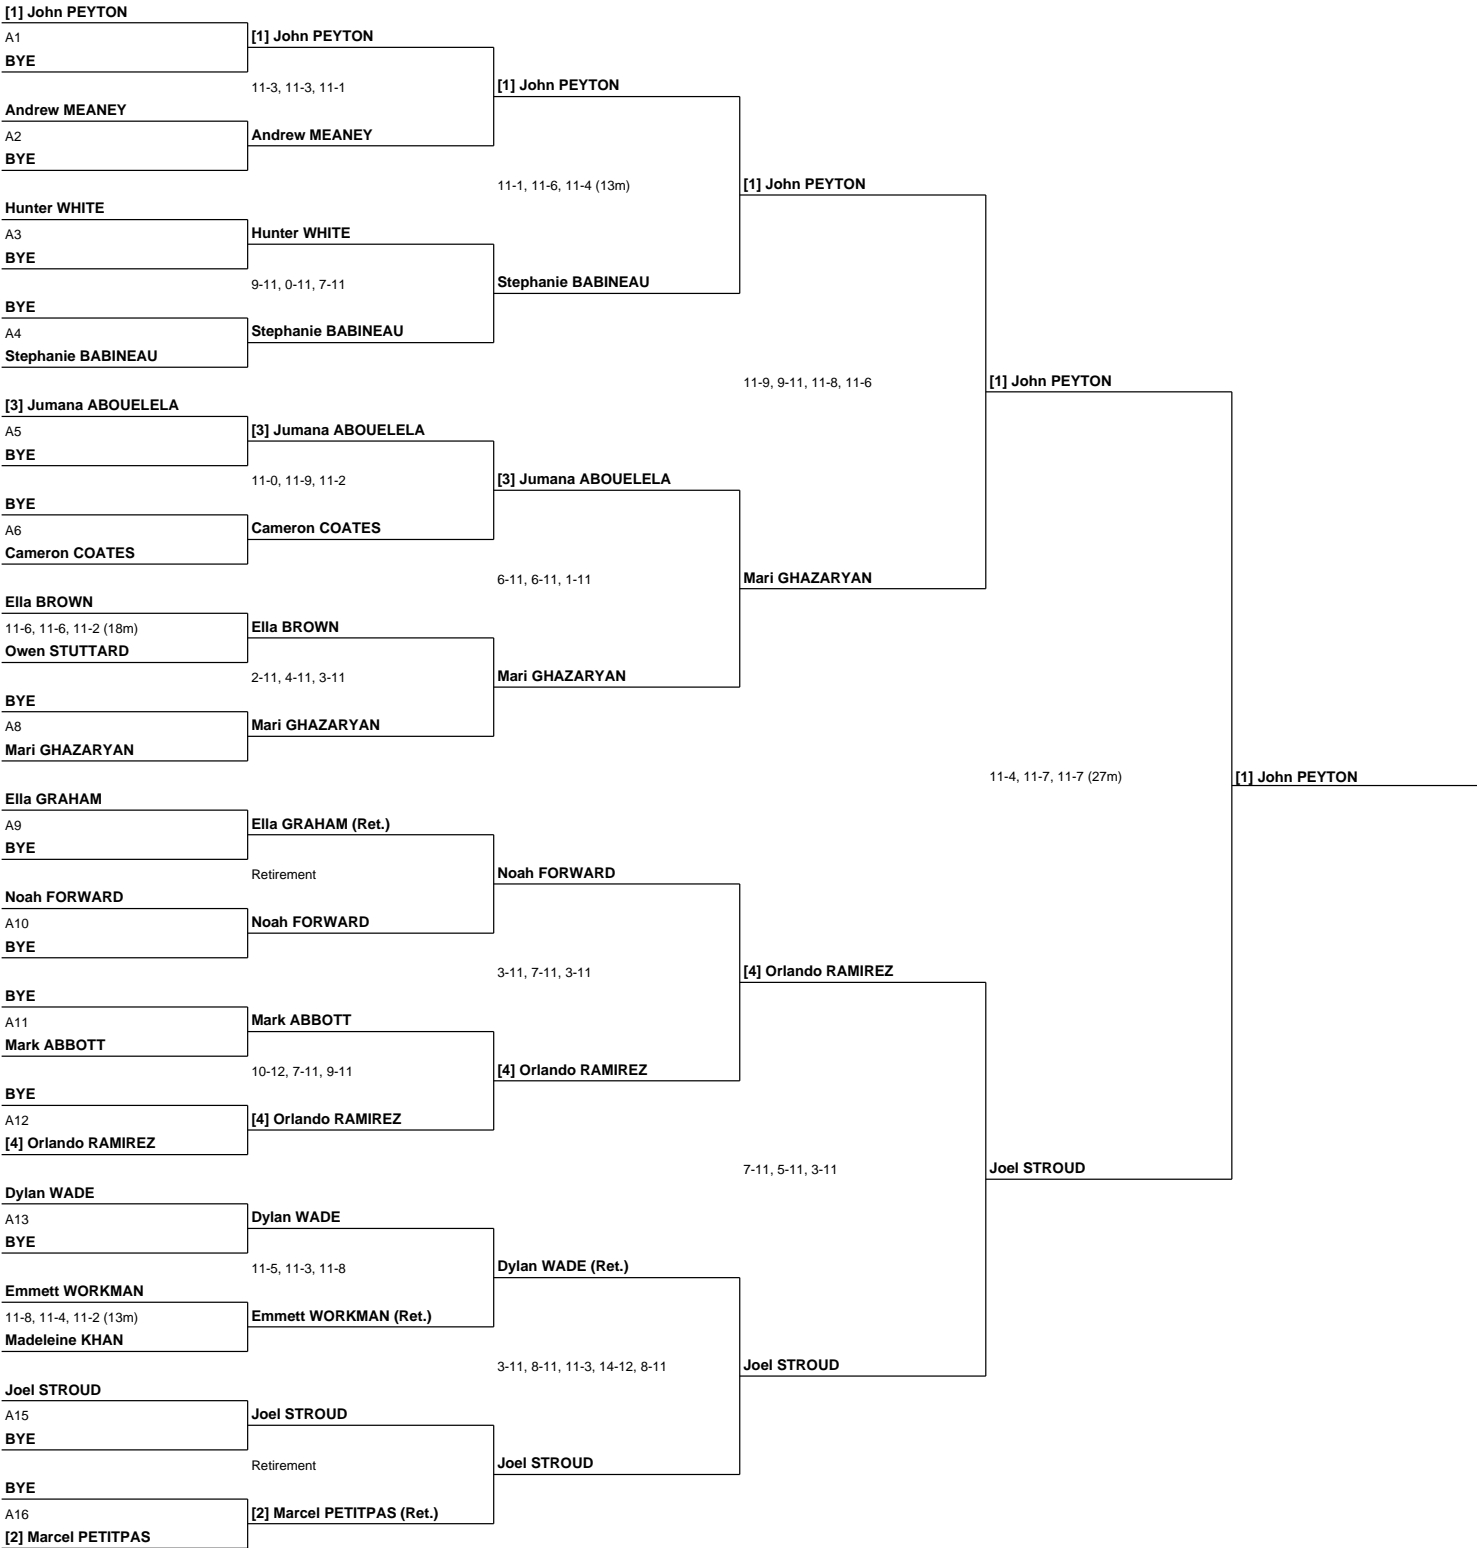 [1] John PEYTON
A1
BYE
Andrew MEANEY
A2
BYE
Hunter WHITE
A3
BYE
BYE
A4
Stephanie BABINEAU
[3] Jumana ABOUELELA
A5
BYE
BYE
A6
Cameron COATES
Ella BROWN
11-6, 11-6, 11-2 (18m)
Owen STUTTARD
BYE
A8
Mari GHAZARYAN
Ella GRAHAM
A9
BYE
Noah FORWARD
A10
BYE
BYE
A11
Mark ABBOTT
BYE
A12
[4] Orlando RAMIREZ
Dylan WADE
A13
BYE
Emmett WORKMAN
11-8, 11-4, 11-2 (13m)
Madeleine KHAN
Joel STROUD
A15
BYE
BYE
A16
[2] Marcel PETITPAS
[1] John PEYTON
11-3, 11-3, 11-1
Andrew MEANEY
Hunter WHITE
9-11, 0-11, 7-11
Stephanie BABINEAU
[3] Jumana ABOUELELA
11-0, 11-9, 11-2
Cameron COATES
Ella BROWN
2-11, 4-11, 3-11
Mari GHAZARYAN
Ella GRAHAM (Ret.)
Retirement
Noah FORWARD
Mark ABBOTT
10-12, 7-11, 9-11
[4] Orlando RAMIREZ
Dylan WADE
11-5, 11-3, 11-8
Emmett WORKMAN (Ret.)
Joel STROUD
Retirement
[2] Marcel PETITPAS (Ret.)
[1] John PEYTON
11-1, 11-6, 11-4 (13m)
Stephanie BABINEAU
[3] Jumana ABOUELELA
6-11, 6-11, 1-11
Mari GHAZARYAN
Noah FORWARD
3-11, 7-11, 3-11
[4] Orlando RAMIREZ
Dylan WADE (Ret.)
3-11, 8-11, 11-3, 14-12, 8-11
Joel STROUD
[1] John PEYTON
11-9, 9-11, 11-8, 11-6
Mari GHAZARYAN
[4] Orlando RAMIREZ
7-11, 5-11, 3-11
Joel STROUD
[1] John PEYTON
11-4, 11-7, 11-7 (27m)
Joel STROUD
[1] John PEYTON